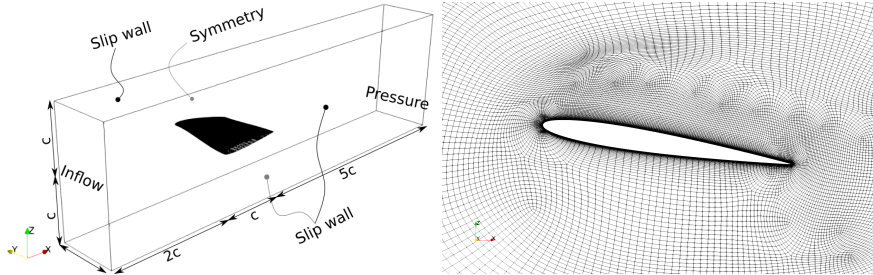 Slip wall
Symmetry
Pressure
c
Inflow
c
5c
c
2c
Slip wall
Z
Y
X
Z
Y
X